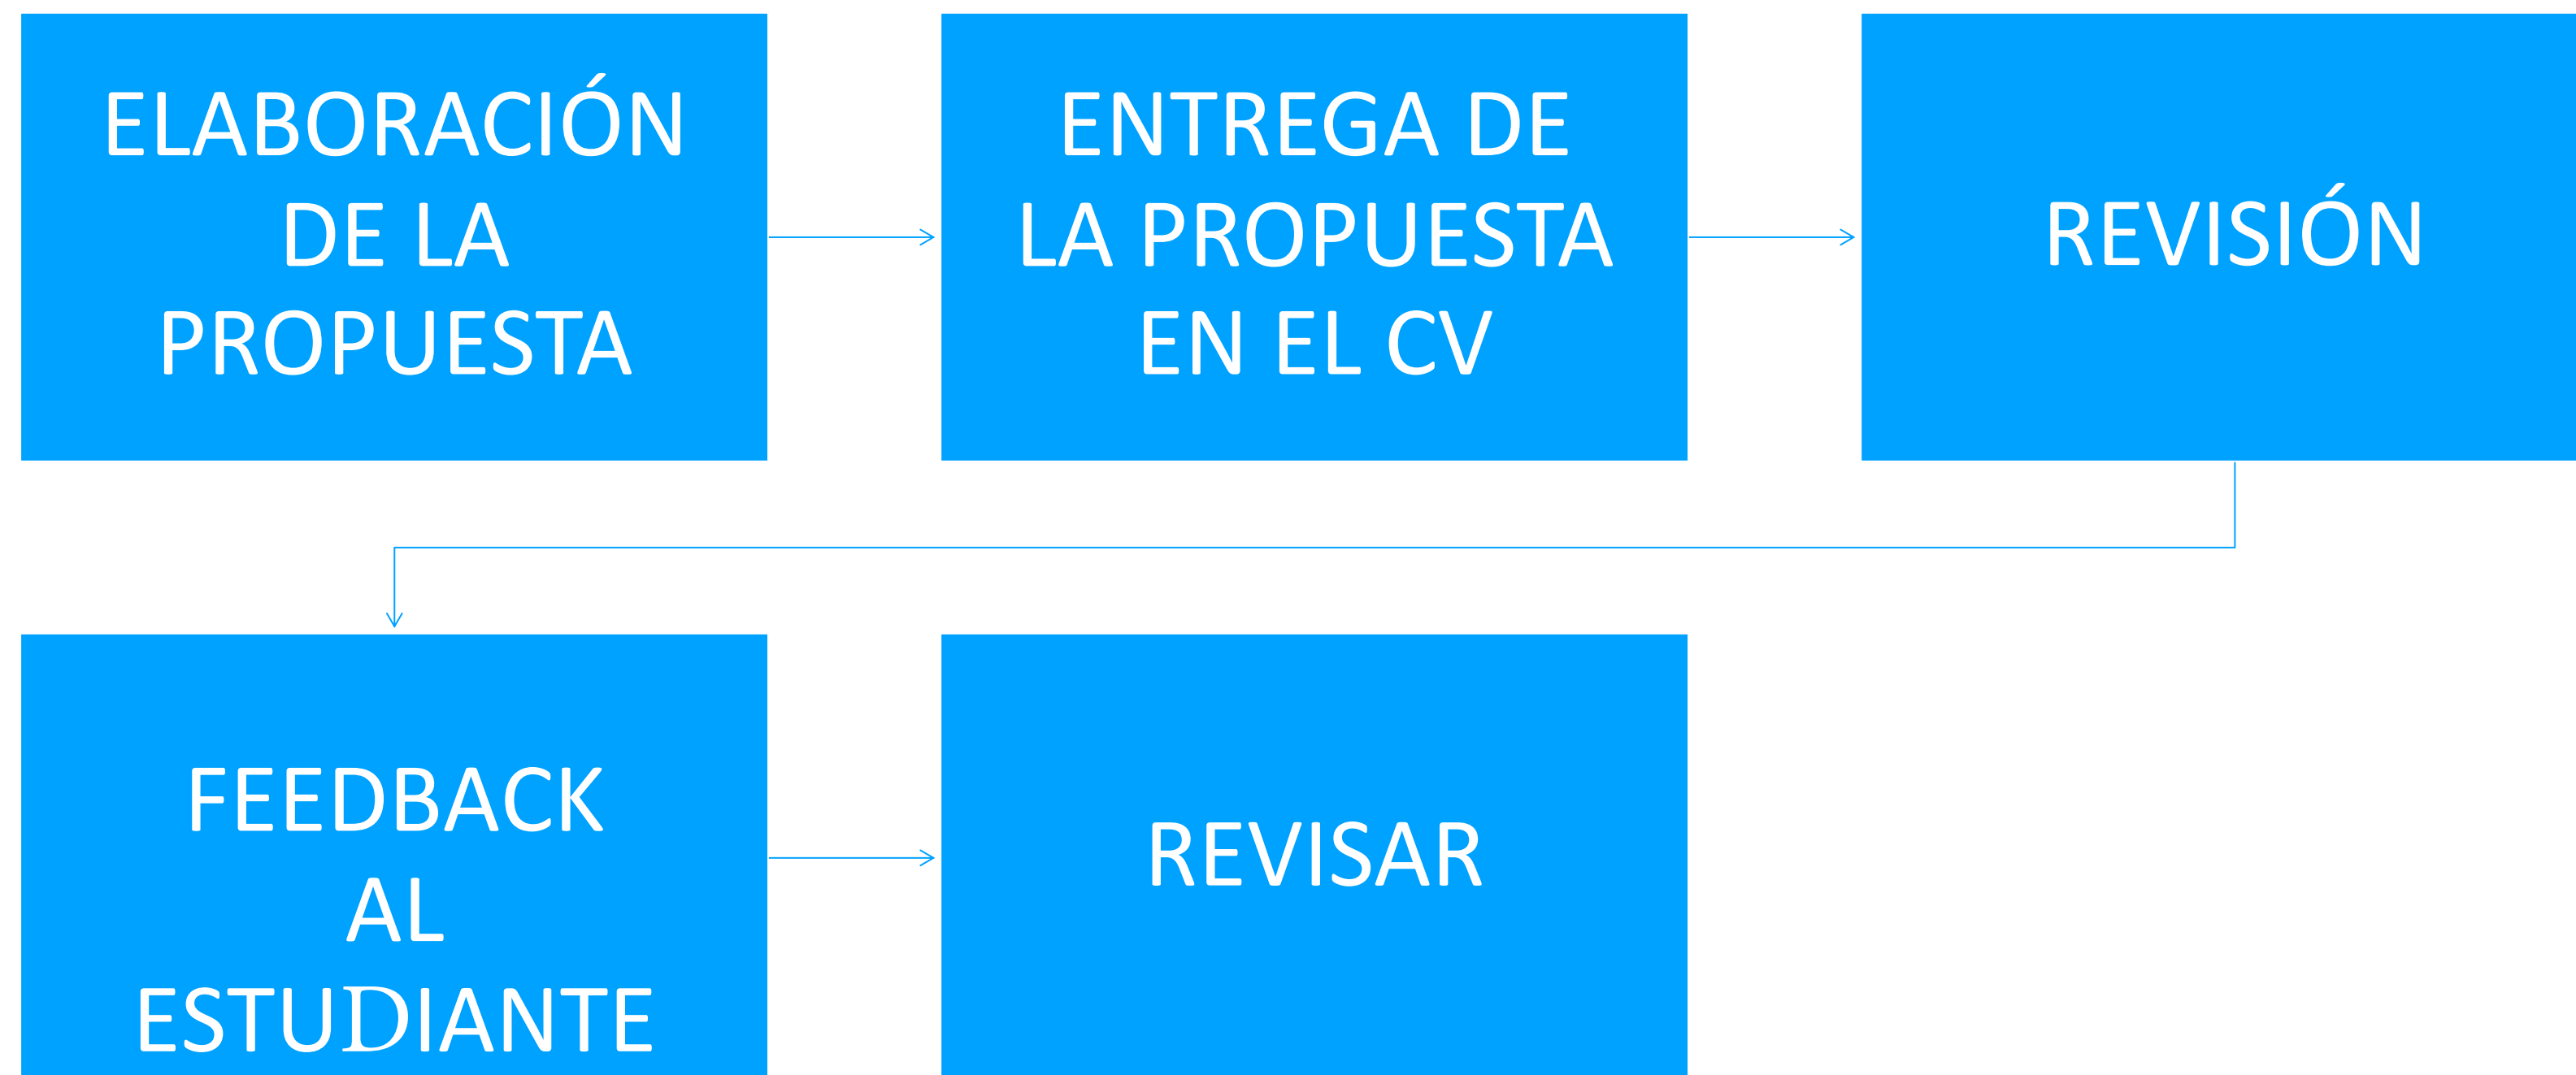 ELABORACIÓN
DE LA
PROPUESTA
ENTREGA DE
LA PROPUESTA
EN EL CV
REVISIÓN
FEEDBACK
AL
ESTUDIANTE
REVISAR